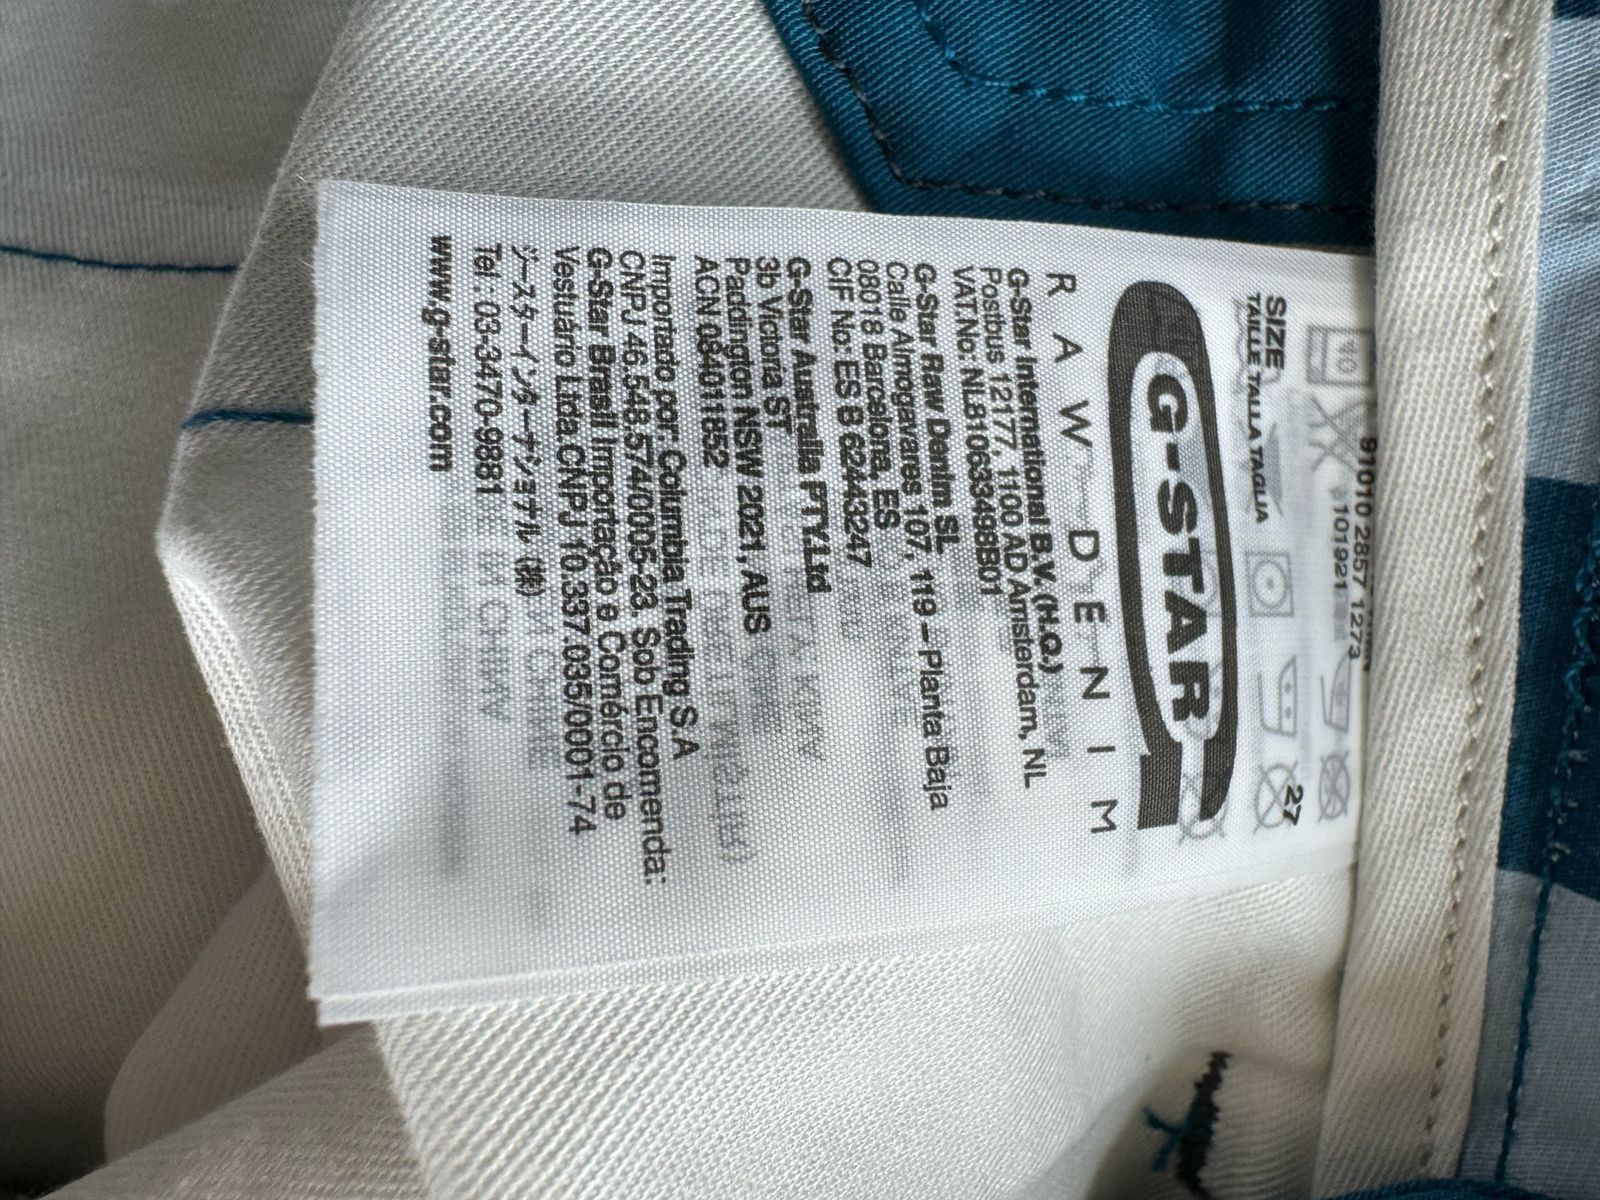 91010 2857 1273
101921
SIZE 27
TAILLE TALLA TAGLIA
G-STAR
RAW DENIM
G-Star International B.V. (H.Q.)
Postbus 12177, 1100 AD Amsterdam, NL
VAT.No: NL810633498B01
G-Star Raw Denim SL
Calle Almogavares 107, 119 – Planta Baja
08018 Barcelona, ES
CIF No: ES B 62443247
G-Star Australia PTY.Ltd
3b Victoria ST
Padington NSW 2021, AUS
ACN 084011852
Importado por: Columbia Trading S.A
CNPJ 46.548.574/0005-23. Sob Encomenda:
G-Star Brasil Importação e Comércio de
Vestuário Ltda.CNPJ 10.337.035/0001-74
ジースターインターナショナル (株)
Tel: 03-3470-9881
www.g-star.com